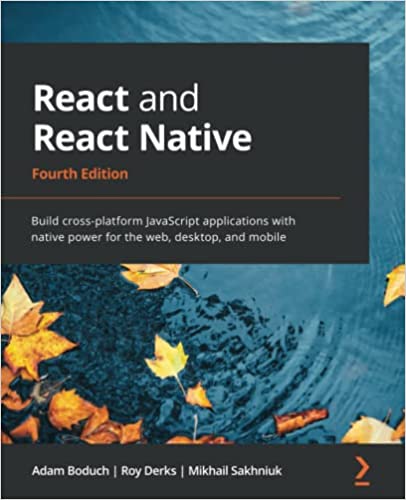 React and
React Native
Fourth Edition
Build cross-platform JavaScript applications with
native power for the web, desktop, and mobile
Adam Boduch | Roy Derks | Mikhail Sakhniuk